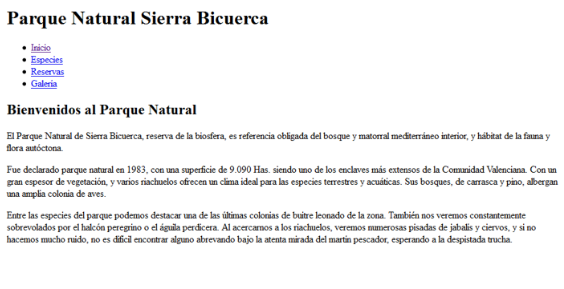 Parque Natural Sierra Bicuerca
Inicio
Especies
Reservas
Galeria
Bienvenidos al Parque Natural
El Parque Natural de Sierra Bicuerca, reserva de la biosfera, es referencia obligada del bosque y matorral mediterráneo interior, y hábitat de la fauna y
flora autóctona.
Fue declarado parque natural en 1983, con una superficie de 9.090 Has. siendo uno de los enclaves más extensos de la Comunidad Valenciana. Con un
gran espesor de vegetación, y varios riachuelos ofrecen un clima ideal para las especies terrestres y acuáticas. Sus bosques, de carrasca y pino, albergan
una amplia colonia de aves.
Entre las especies del parque podemos destacar una de las últimas colonias de buitre leonado de la zona. También nos veremos constantemente
sobrevolados por el halcón peregrino o el águila perdicera. Al acercarnos a los riachuelos, veremos numerosas pisadas de jabalis y ciervos, y si no
hacemos mucho ruido, no es dificil encontrar alguno abrevando bajo la atenta mirada del martin pescador, esperando a la despistada trucha.